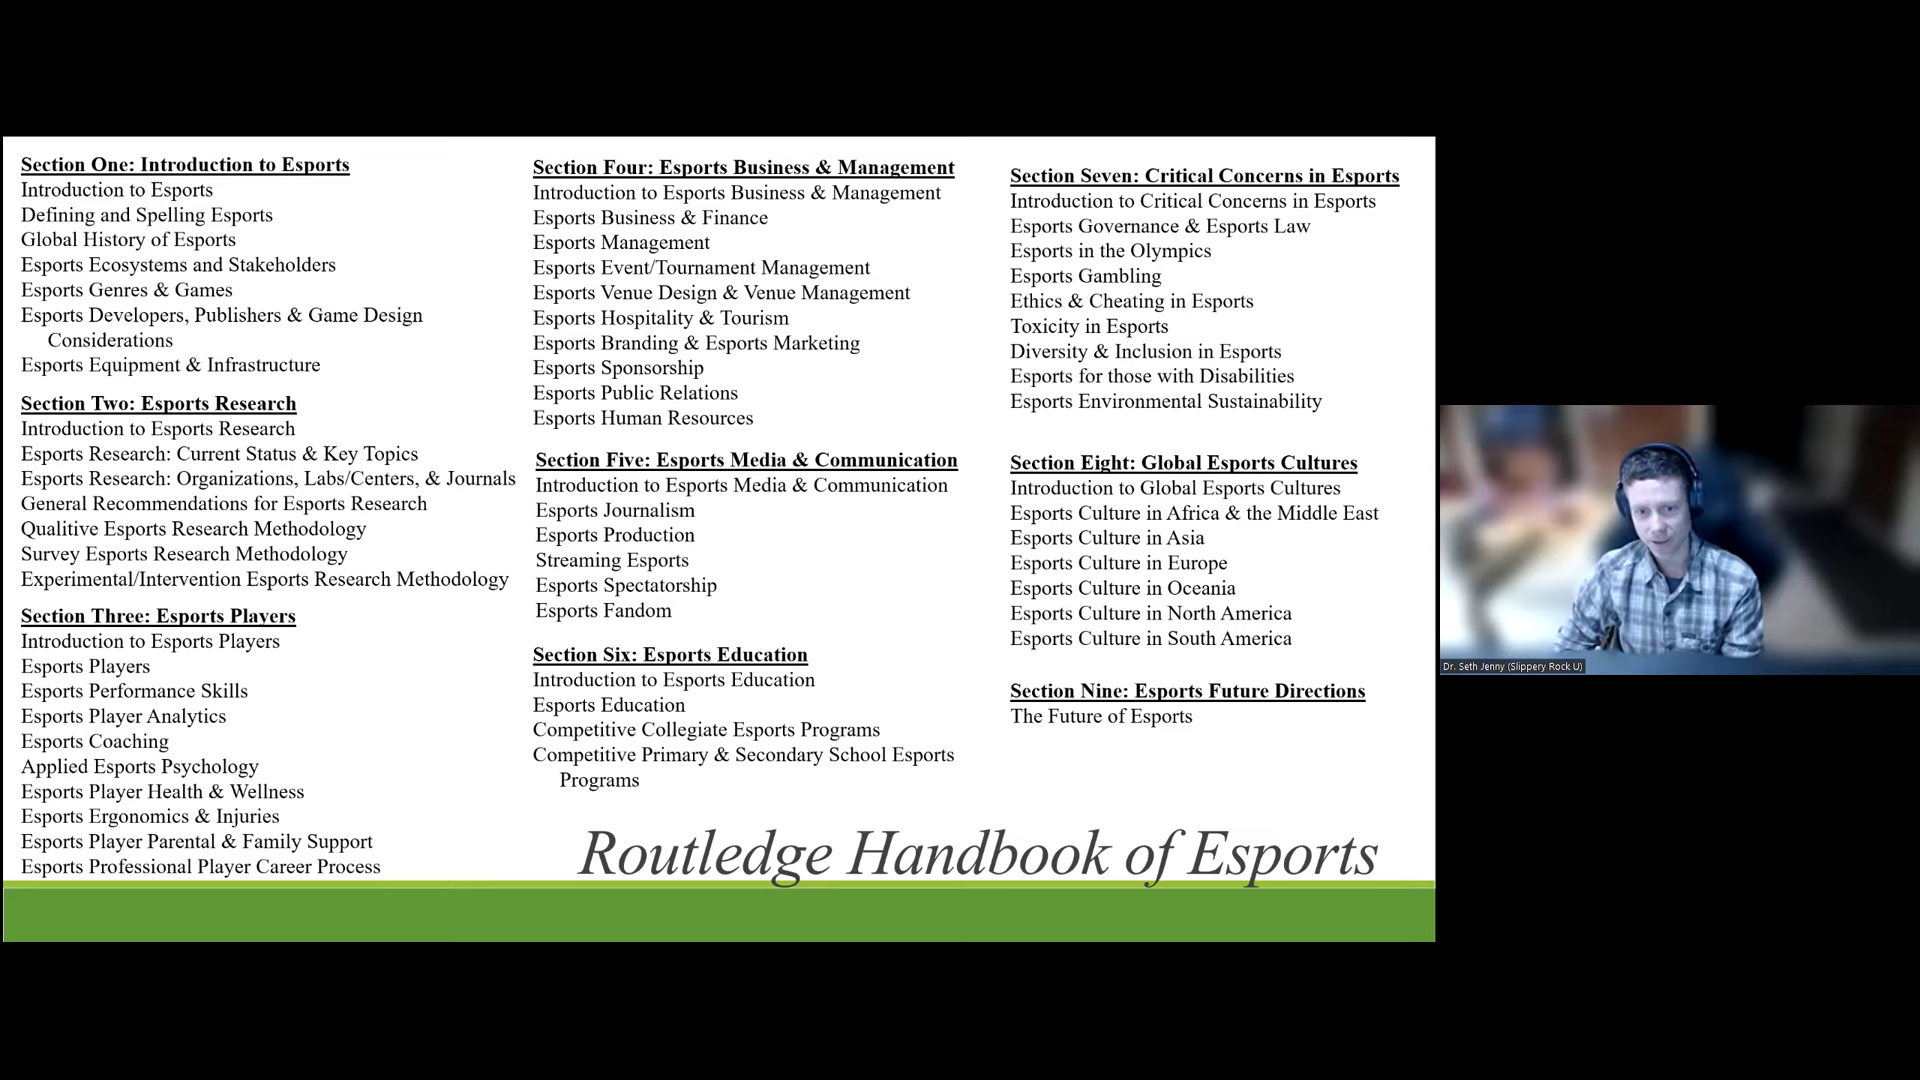 Section One: Introduction to Esports
Introduction to Esports
Defining and Spelling Esports
Global History of Esports
Esports Ecosystems and Stakeholders
Esports Genres & Games
Esports Developers, Publishers & Game Design
Considerations
Esports Equipment & Infrastructure
Section Two: Esports Research
Introduction to Esports Research
Esports Research: Current Status & Key Topics
Esports Research: Organizations, Labs/Centers, & Journals
General Recommendations for Esports Research
Qualitive Esports Research Methodology
Survey Esports Research Methodology
Experimental/Intervention Esports Research Methodology
Section Three: Esports Players
Introduction to Esports Players
Esports Players
Esports Performance Skills
Esports Player Analytics
Esports Coaching
Applied Esports Psychology
Esports Player Health & Wellness
Esports Ergonomics & Injuries
Esports Player Parental & Family Support
Esports Professional Player Career Process
Section Four: Esports Business & Management
Introduction to Esports Business & Management
Esports Business & Finance
Esports Management
Esports Event/Tournament Management
Esports Venue Design & Venue Management
Esports Hospitality & Tourism
Esports Branding & Esports Marketing
Esports Sponsorship
Esports Public Relations
Esports Human Resources
Section Five: Esports Media & Communication
Introduction to Esports Media & Communication
Esports Journalism
Esports Production
Streaming Esports
Esports Spectatorship
Esports Fandom
Section Six: Esports Education
Introduction to Esports Education
Esports Education
Competitive Collegiate Esports Programs
Competitive Primary & Secondary School Esports
Programs
Section Seven: Critical Concerns in Esports
Introduction to Critical Concerns in Esports
Esports Governance & Esports Law
Esports in the Olympics
Esports Gambling
Ethics & Cheating in Esports
Toxicity in Esports
Diversity & Inclusion in Esports
Esports for those with Disabilities
Esports Environmental Sustainability
Section Eight: Global Esports Cultures
Introduction to Global Esports Cultures
Esports Culture in Africa & the Middle East
Esports Culture in Asia
Esports Culture in Europe
Esports Culture in Oceania
Esports Culture in North America
Esports Culture in South America
Section Nine: Esports Future Directions
The Future of Esports
Routledge Handbook of Esports
Dr. Seth Jenny (Slippery Rock U)